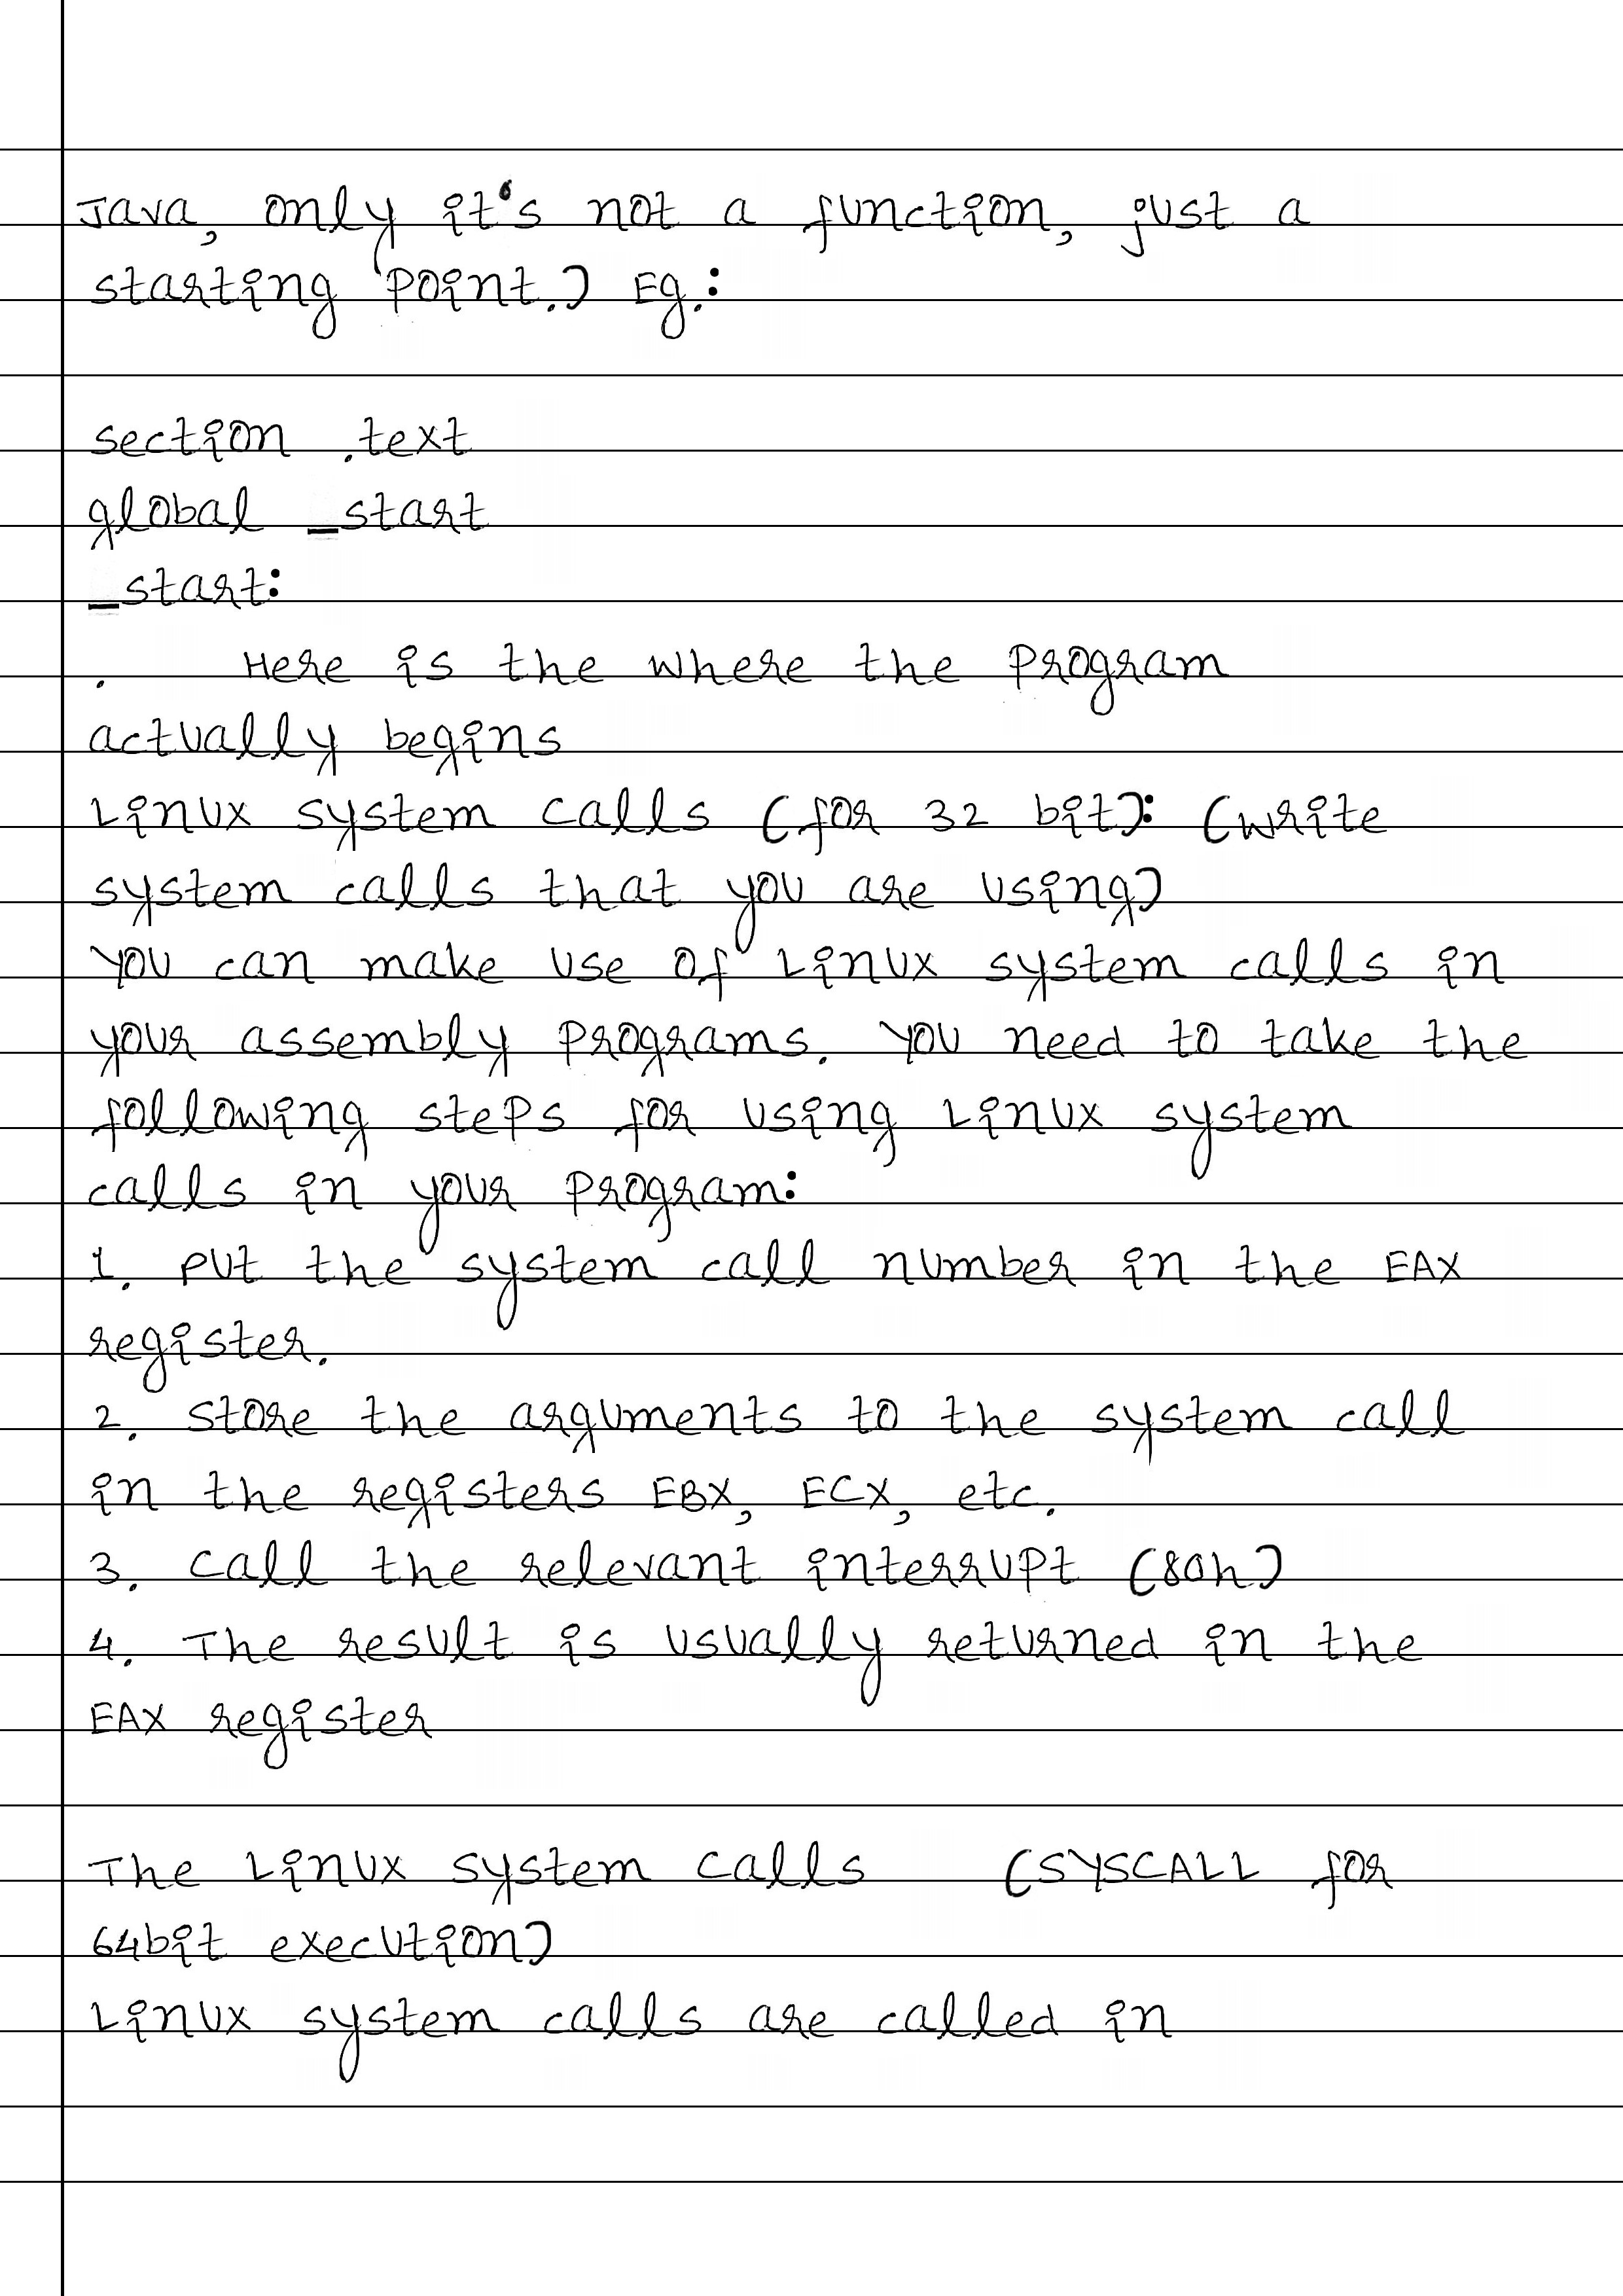 Java, only it's not a function, just a
starting point.) Eg.:
section .text
global _start
_start:
. Here is the where the program
actually begins
Linux system calls (for 32 bit): (write
system calls that you are using)
You can make use of Linux system calls in
your assembly programs. You need to take the
following steps for using Linux system
calls in your program:
1. Put the system call number in the EAX
register.
2. Store the arguments to the system call
in the registers EBX, ECX, etc.
3. Call the relevant interrupt (80h)
4. The result is usually returned in the
EAX register
The Linux system calls (SYSCALL for
64bit execution)
Linux system calls are called in